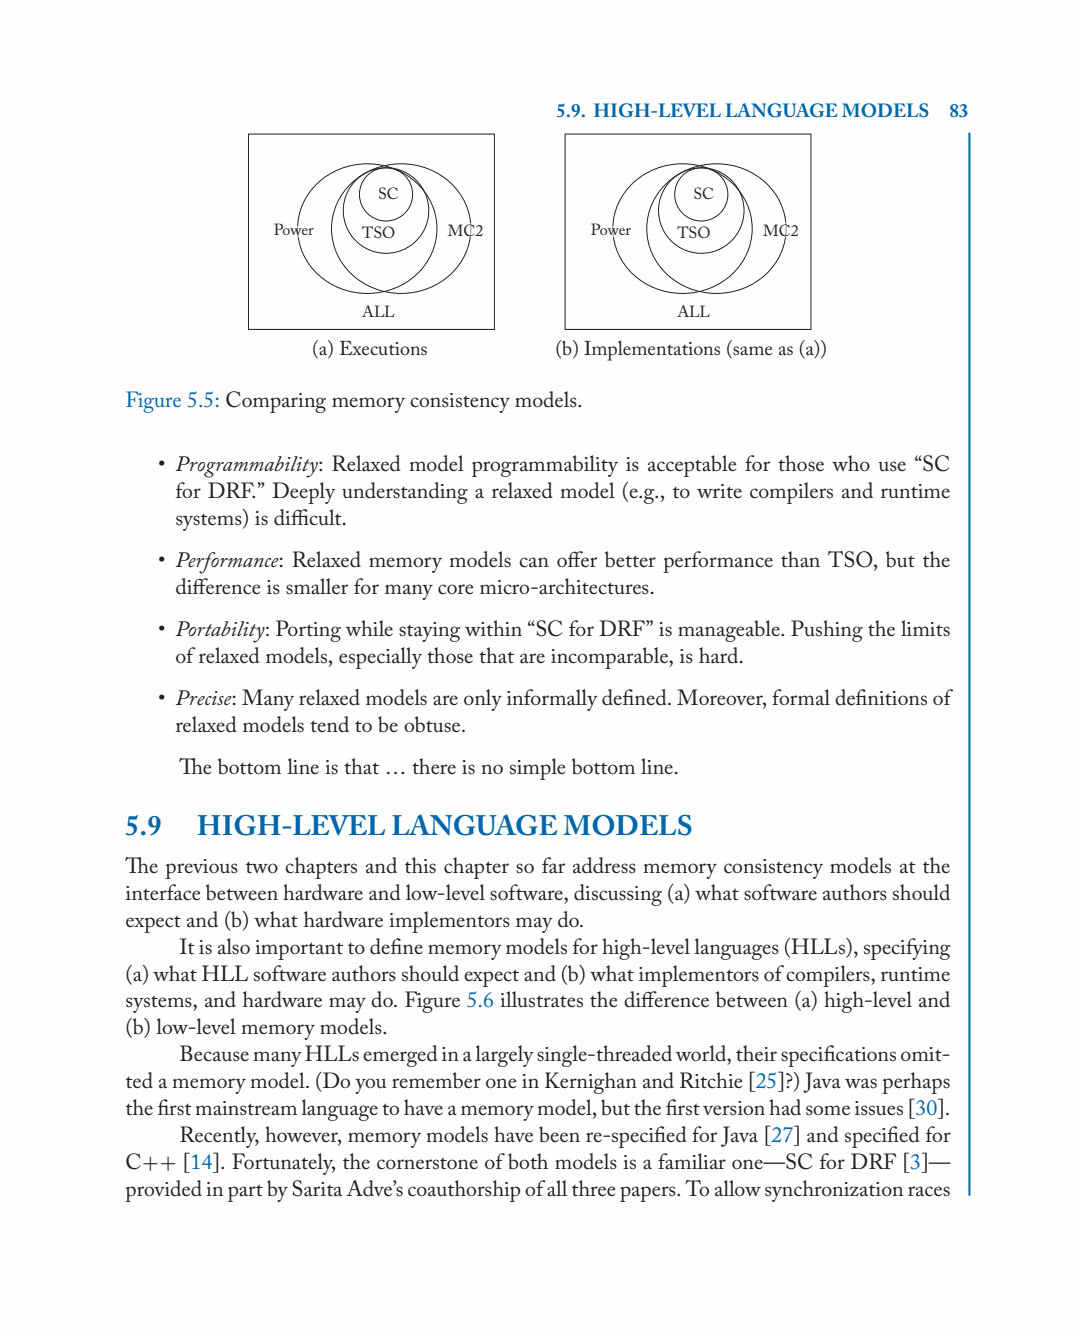 5.9. HIGH-LEVEL LANGUAGE MODELS 83
SC
Power TSO MC2
ALL
(a) Executions
SC
Power TSO MC2
ALL
(b) Implementations (same as (a))
Figure 5.5: Comparing memory consistency models.
• Programmability: Relaxed model programmability is acceptable for those who use “SC
for DRF.” Deeply understanding a relaxed model (e.g., to write compilers and runtime
systems) is difficult.
• Performance: Relaxed memory models can offer better performance than TSO, but the
difference is smaller for many core micro-architectures.
• Portability: Porting while staying within “SC for DRF” is manageable. Pushing the limits
of relaxed models, especially those that are incomparable, is hard.
• Precise: Many relaxed models are only informally defined. Moreover, formal definitions of
relaxed models tend to be obtuse.
The bottom line is that … there is no simple bottom line.
5.9 HIGH-LEVEL LANGUAGE MODELS
The previous two chapters and this chapter so far address memory consistency models at the
interface between hardware and low-level software, discussing (a) what software authors should
expect and (b) what hardware implementors may do.
It is also important to define memory models for high-level languages (HLLs), specifying
(a) what HLL software authors should expect and (b) what implementors of compilers, runtime
systems, and hardware may do. Figure 5.6 illustrates the difference between (a) high-level and
(b) low-level memory models.
Because many HLLs emerged in a largely single-threaded world, their specifications omit-
ted a memory model. (Do you remember one in Kernighan and Ritchie [25]?) Java was perhaps
the first mainstream language to have a memory model, but the first version had some issues [30].
Recently, however, memory models have been re-specified for Java [27] and specified for
C++ [14]. Fortunately, the cornerstone of both models is a familiar one—SC for DRF [3]—
provided in part by Sarita Adve’s coauthorship of all three papers. To allow synchronization races